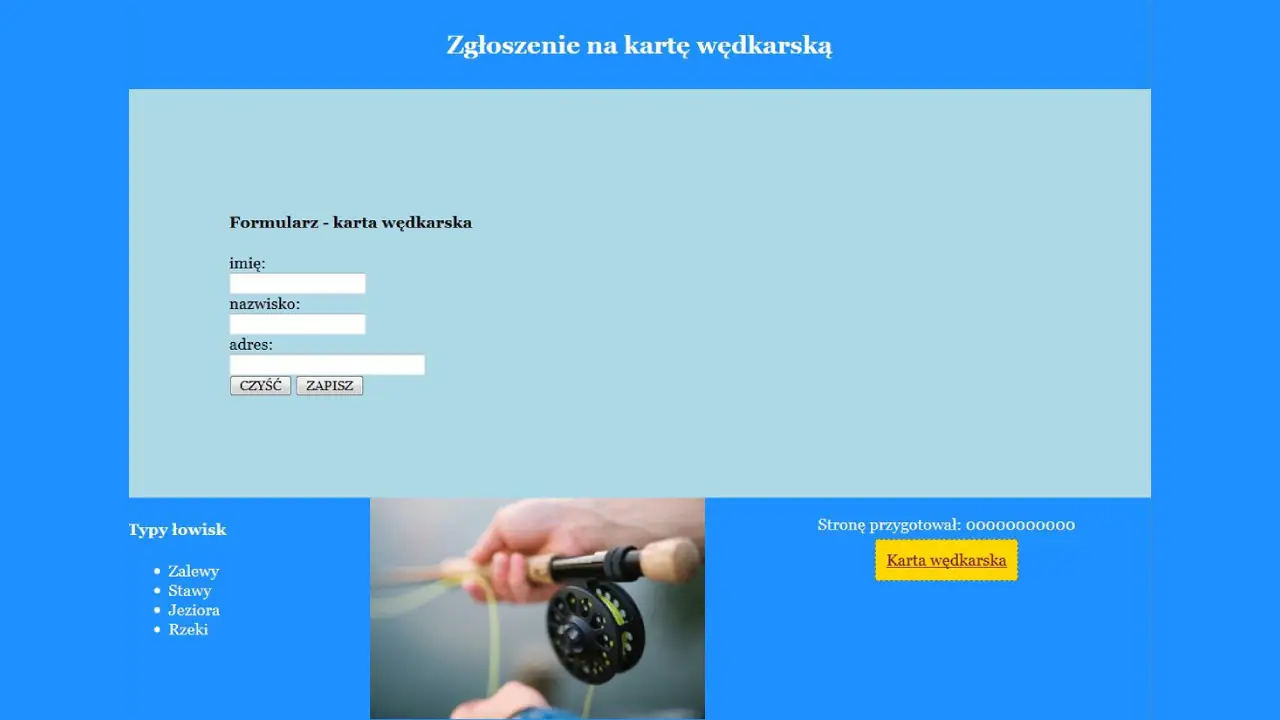 Zgłoszenie na kartę wędkarską
Formularz - karta wędkarska
imię:
nazwisko:
adres:
CZYŚĆ ZAPISZ
Typy łowisk
Zalewy
Stawy
Jeziora
Rzeki
Stronę przygotował: 00000000000
Karta wędkarska